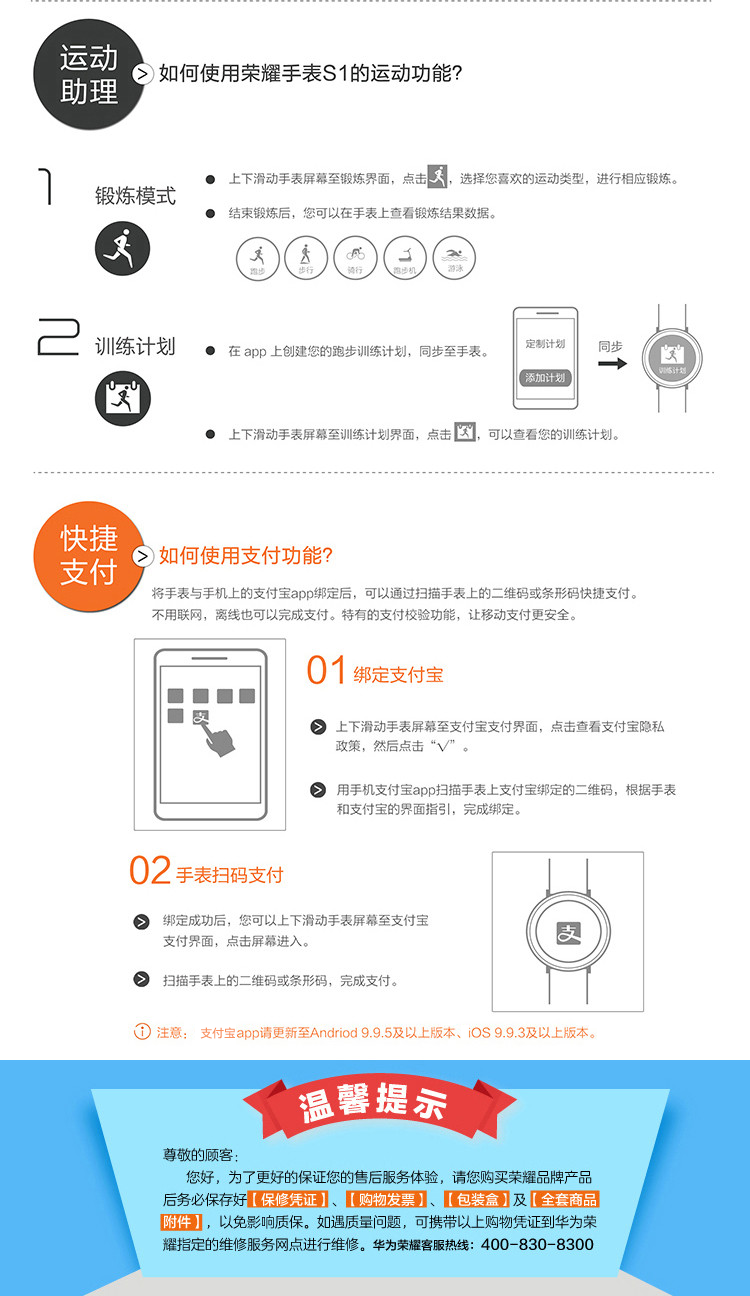 运动
助理
如何使用荣耀手表S1的运动功能?
1
锻炼模式
上下滑动手表屏幕至锻炼界面，点击 ，选择您喜欢的运动类型，进行相应锻炼。
结束锻炼后，您可以在手表上查看锻炼结果数据。
跑步 步行 骑行 跑步机 游泳
2
训练计划
在 app 上创建您的跑步训练计划，同步至手表。
定制计划
添加计划
同步
训练计划
上下滑动手表屏幕至训练计划界面，点击 ，可以查看您的训练计划。
快捷
支付
如何使用支付功能?
将手表与手机上的支付宝app绑定后，可以通过扫描手表上的二维码或条形码快捷支付。
不用联网，离线也可以完成支付。特有的支付校验功能，让移动支付更安全。
支
01 绑定支付宝
上下滑动手表屏幕至支付宝支付界面，点击查看支付宝隐私
政策，然后点击“√”。
用手机支付宝app扫描手表上支付宝绑定的二维码，根据手表
和支付宝的界面指引，完成绑定。
02 手表扫码支付
绑定成功后，您可以上下滑动手表屏幕至支付宝
支付界面，点击屏幕进入。
扫描手表上的二维码或条形码，完成支付。
支
注意： 支付宝app请更新至Andriod 9.9.5及以上版本、iOS 9.9.3及以上版本。
温馨提示
尊敬的顾客：
您好，为了更好的保证您的售后服务体验，请您购买荣耀品牌产品
后务必保存好【保修凭证】、【购物发票】、【包装盒】及【全套商品
附件】，以免影响质保。如遇质量问题，可携带以上购物凭证到华为荣
耀指定的维修服务网点进行维修。华为荣耀客服热线：400-830-8300